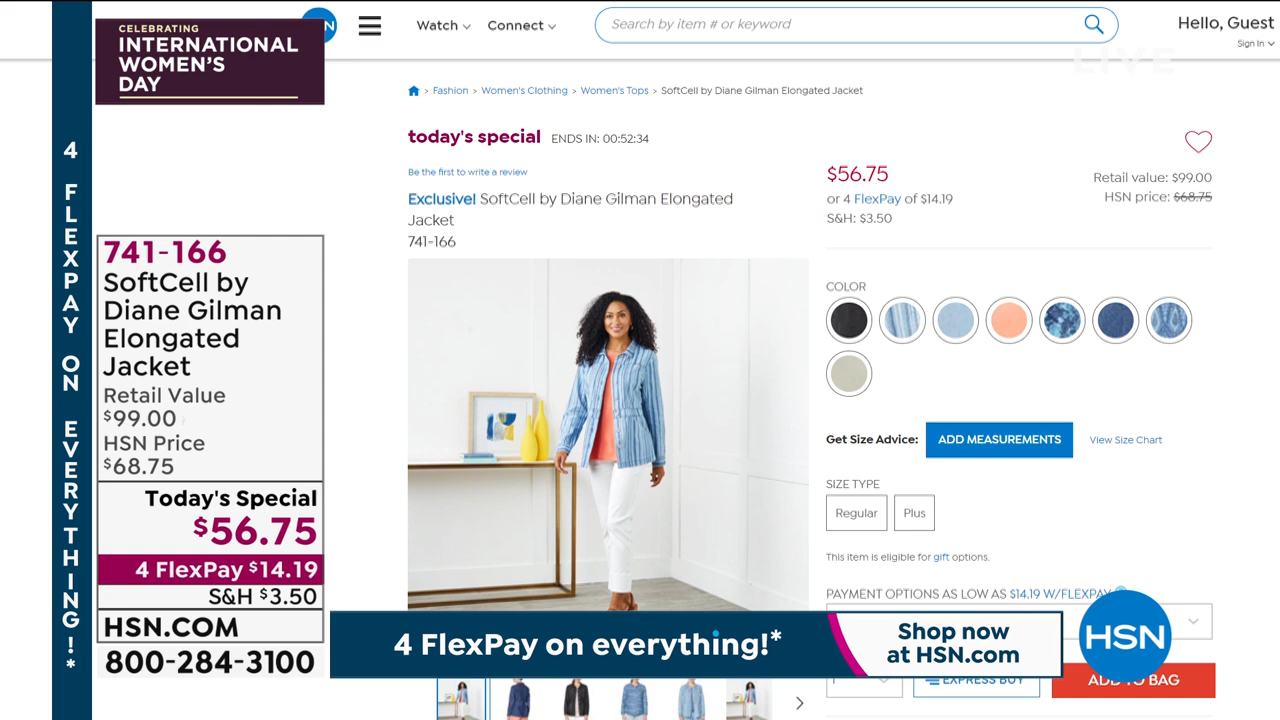 CELEBRATING
INTERNATIONAL
WOMEN'S
DAY
4 FLEXPAY ON EVERYTHING!*
741-166
SoftCell by
Diane Gilman
Elongated
Jacket
Retail Value
$99.00
HSN Price
$68.75
Today's Special
$56.75
4 FlexPay $14.19
S&H $3.50
HSN.COM
800-284-3100
Watch
Connect
Search by item # or keyword
Hello, Guest
Sign In
LIVE
> Fashion > Women's Clothing > Women's Tops > SoftCell by Diane Gilman Elongated Jacket
today's special ENDS IN: 00:52:34
Be the first to write a review
Exclusive! SoftCell by Diane Gilman Elongated
Jacket
741-166
$56.75
or 4 FlexPay of $14.19
S&H: $3.50
Retail value: $99.00
HSN price: $68.75
COLOR
Get Size Advice: ADD MEASUREMENTS View Size Chart
SIZE TYPE
Regular Plus
This item is eligible for gift options.
PAYMENT OPTIONS AS LOW AS $14.19 W/FLEXPAY
4 FlexPay on everything!*
Shop now
at HSN.com
HSN
EXPRESS BUY
ADD TO BAG